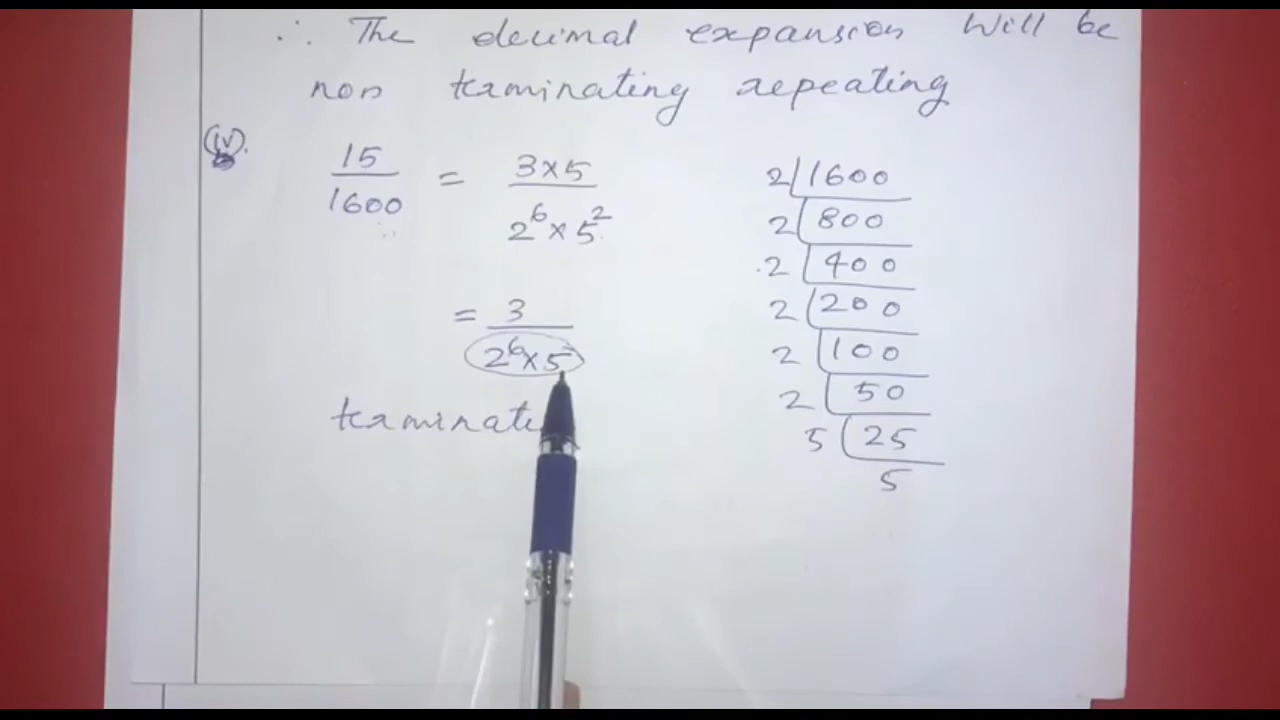 ∴ The decimal expansion will be
non terminating repeating
(iv). 15/1600 = 3×5/2⁶×5²
= 3/2⁶×5
terminate
2 1600
2 800
2 400
2 200
2 100
2 50
5 25
5